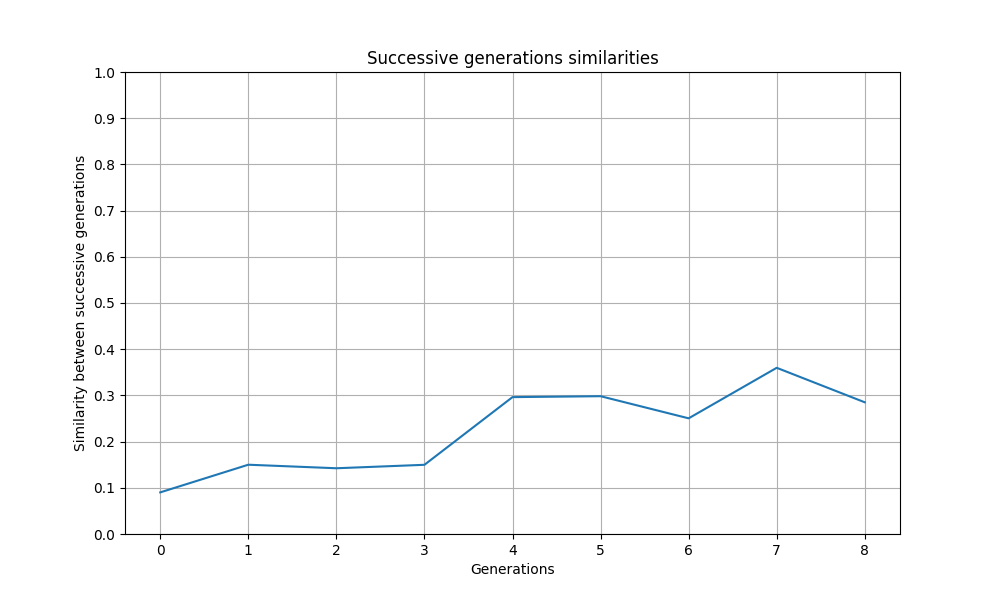 Successive generations similarities
1.0
0.9
0.8
0.7
0.6
0.5
0.4
0.3
0.2
0.1
0.0
Similarity between successive generations
0 1 2 3 4 5 6 7 8
Generations